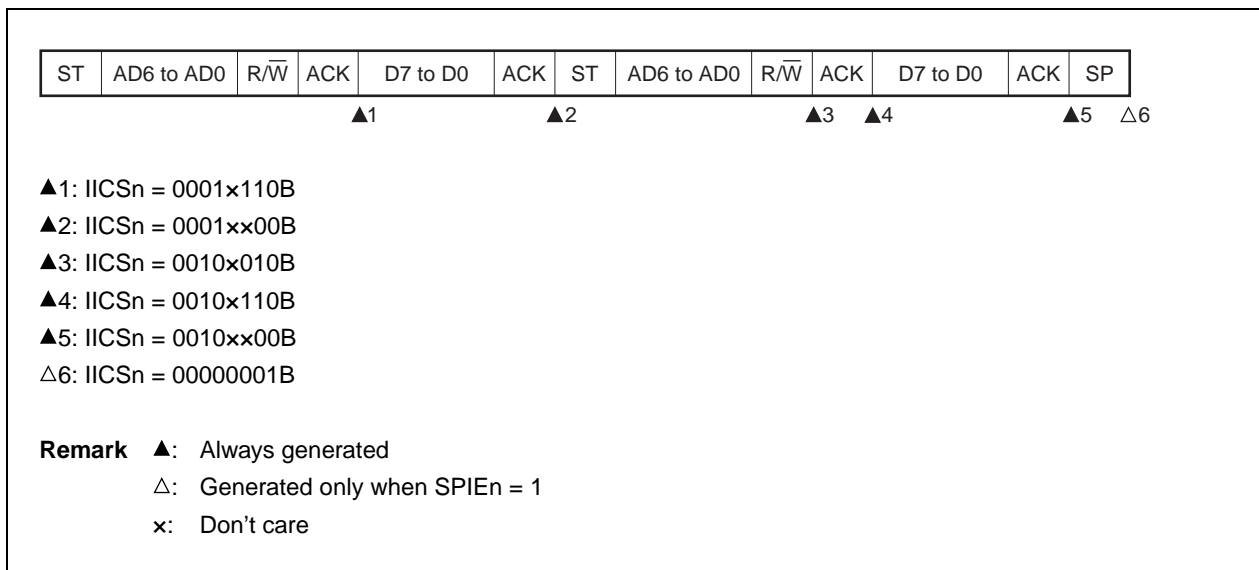 ST AD6 to AD0 R/W̅ ACK D7 to D0 ACK ST AD6 to AD0 R/W̅ ACK D7 to D0 ACK SP
▲1 ▲2 ▲3 ▲4 ▲5 △6
▲1: IICSn = 0001×110B
▲2: IICSn = 0001××00B
▲3: IICSn = 0010×010B
▲4: IICSn = 0010×110B
▲5: IICSn = 0010××00B
△6: IICSn = 00000001B
Remark ▲: Always generated
△: Generated only when SPIEn = 1
×: Don't care